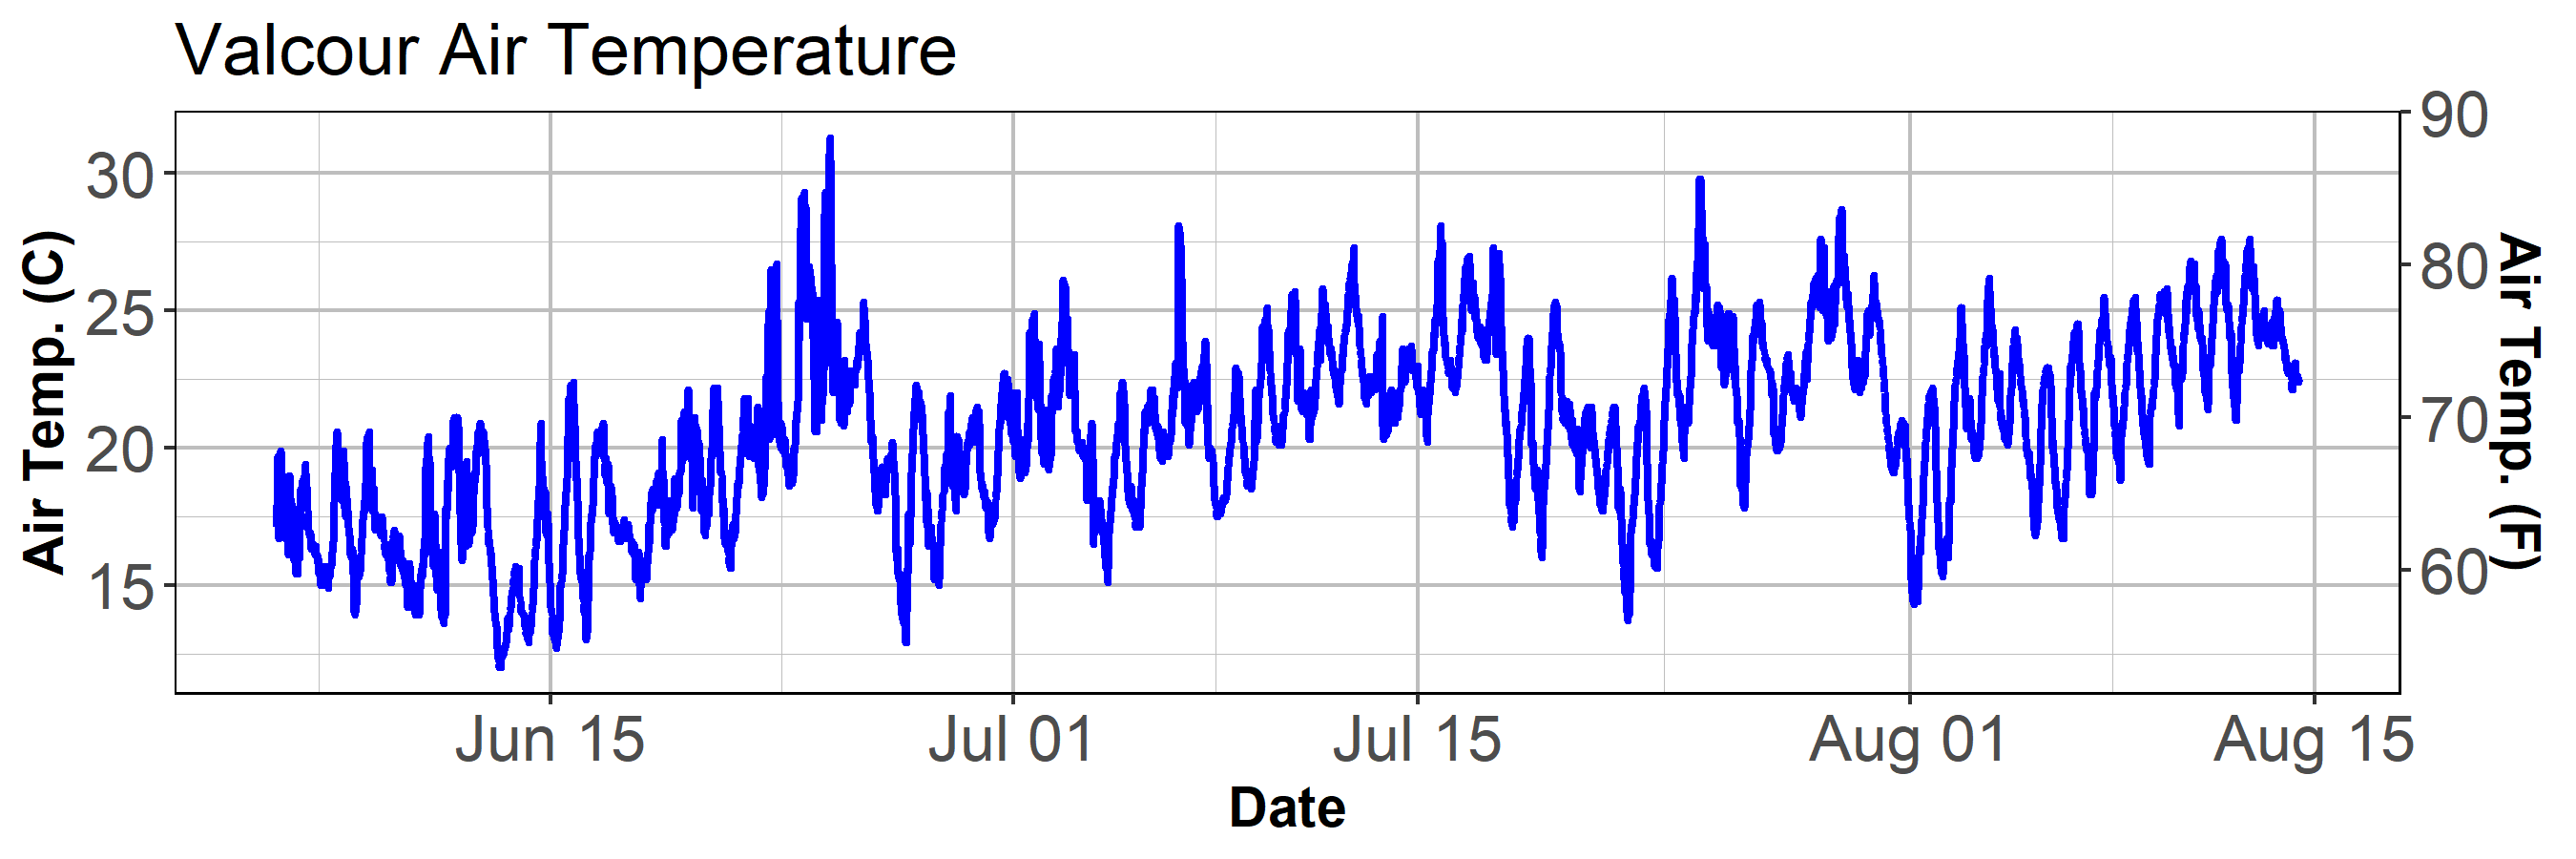 Valcour Air Temperature
Air Temp. (C)
30
25
20
15
90
80
70
60
Air Temp. (F)
Jun 15 Jul 01 Jul 15 Aug 01 Aug 15
Date